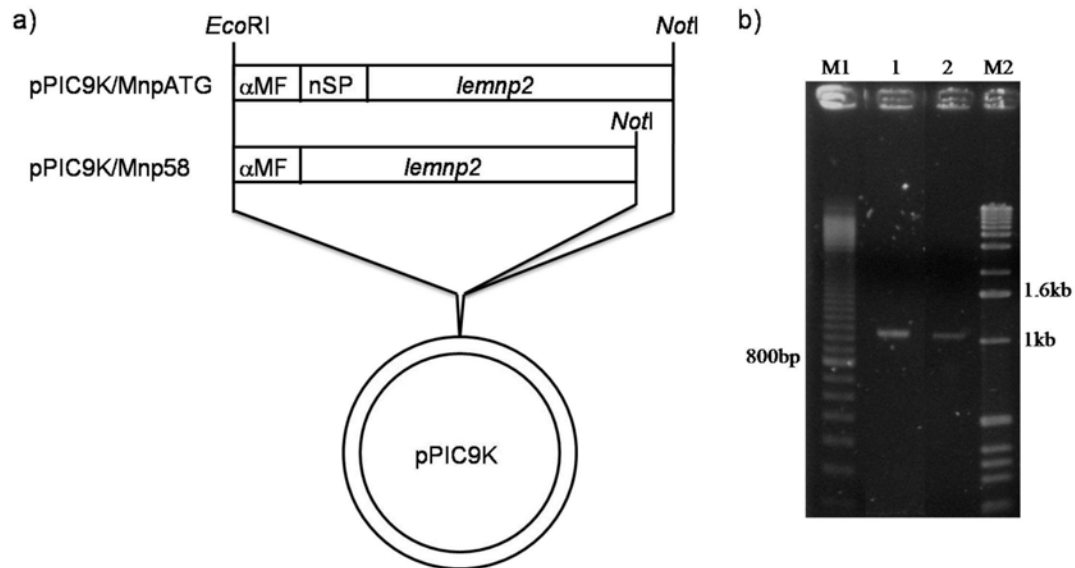 a)
EcoRI
NotI
pPIC9K/MnpATG
αMF
nSP
lemnp2
NotI
pPIC9K/Mnp58
αMF
lemnp2
pPIC9K
b)
M1 1 2 M2
1.6kb
1kb
800bp